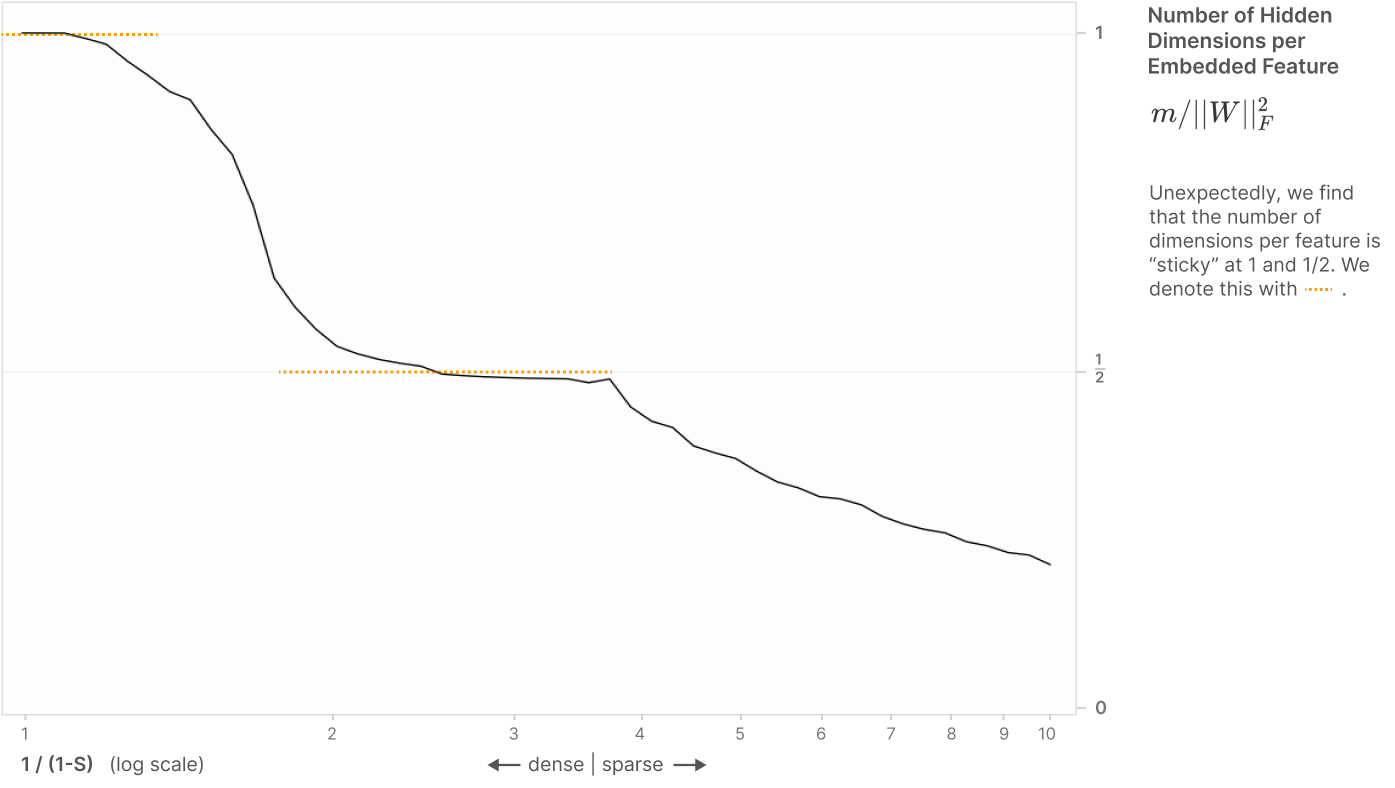 Number of Hidden
Dimensions per
Embedded Feature
m/||W||²_F
Unexpectedly, we find
that the number of
dimensions per feature is
“sticky” at 1 and 1/2. We
denote this with .
1
1/2
0
1 2 3 4 5 6 7 8 9 10
1 / (1-S) (log scale) ← dense | sparse →